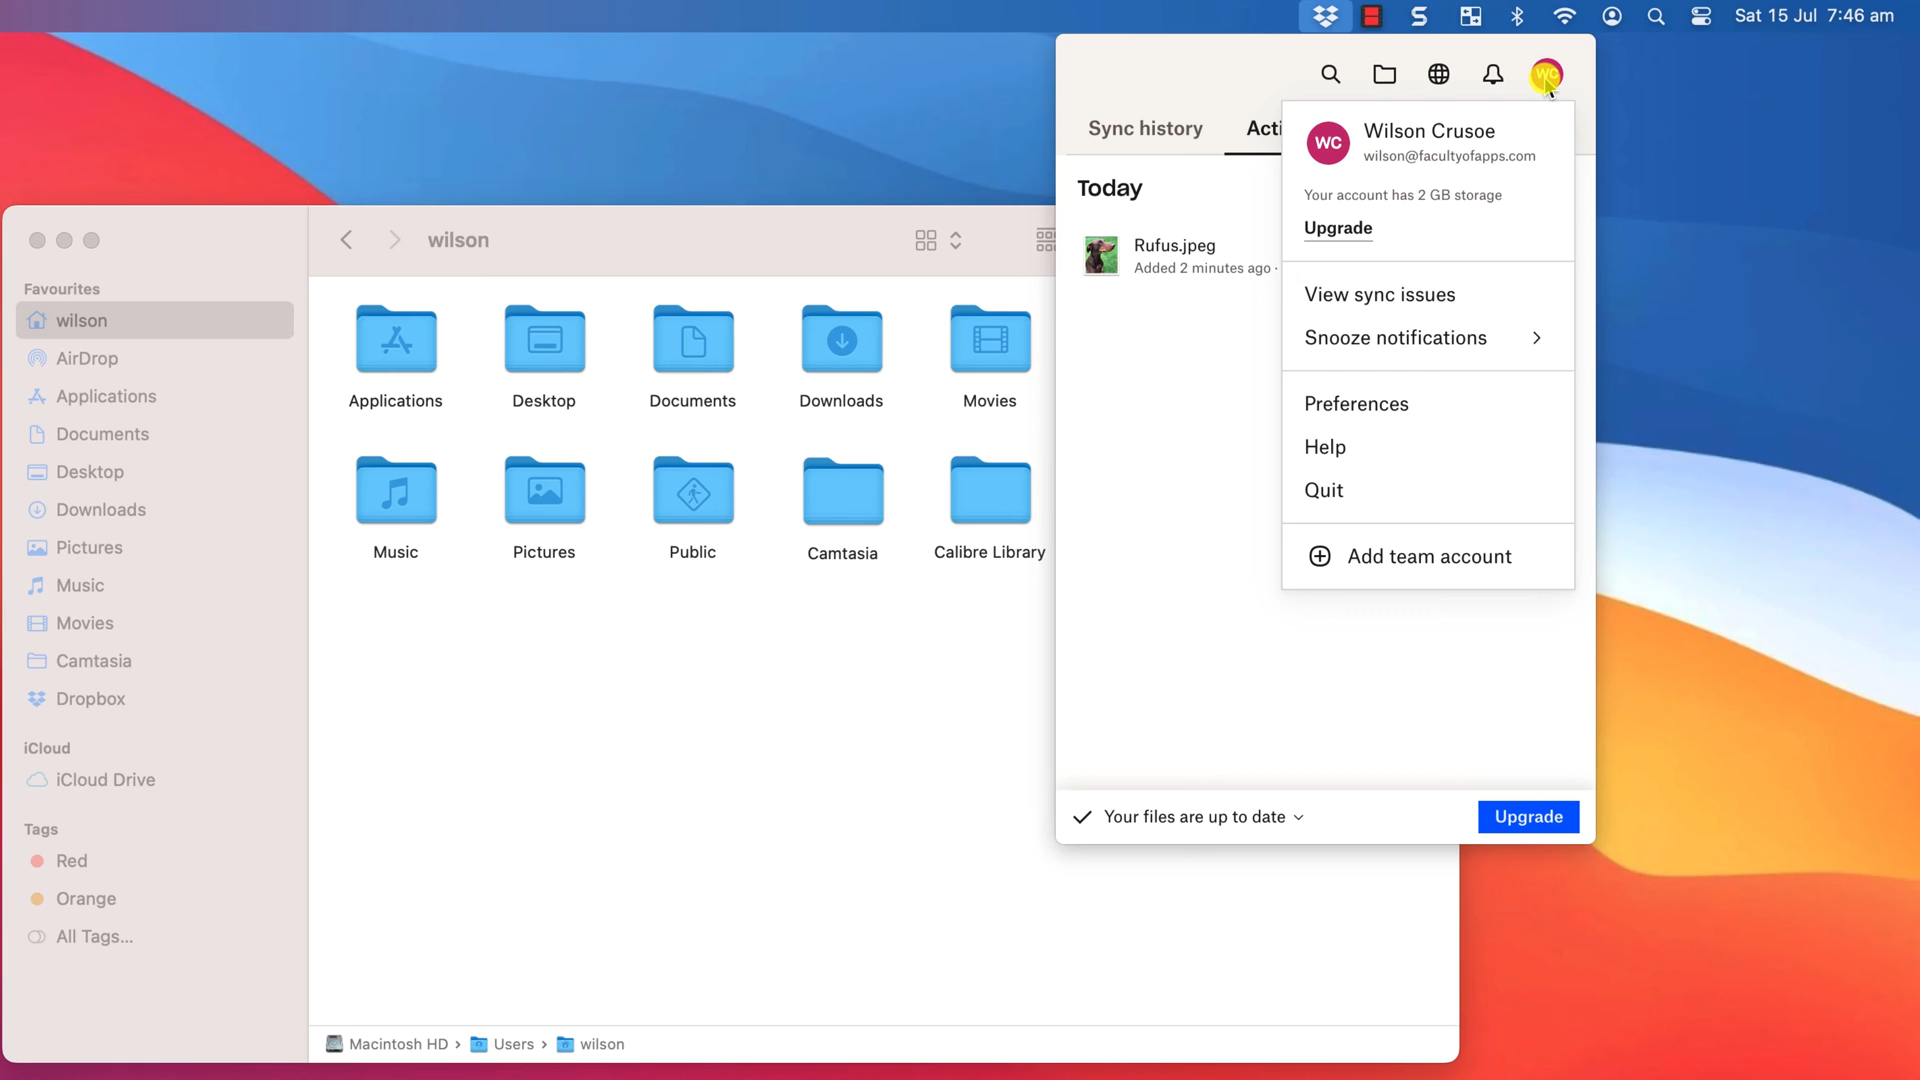 Sat 15 Jul 7:46 am
WC
Sync history
Acti
Wilson Crusoe
WC
wilson@facultyofapps.com
Your account has 2 GB storage
Upgrade
Today
Rufus.jpeg
Added 2 minutes ago ·
View sync issues
Snooze notifications
Preferences
Help
Quit
Add team account
Your files are up to date
Upgrade
wilson
Favourites
wilson
AirDrop
Applications
Documents
Desktop
Downloads
Pictures
Music
Movies
Camtasia
Dropbox
iCloud
iCloud Drive
Tags
Red
Orange
All Tags...
Applications
Desktop
Documents
Downloads
Movies
Music
Pictures
Public
Camtasia
Calibre Library
Macintosh HD › Users › wilson